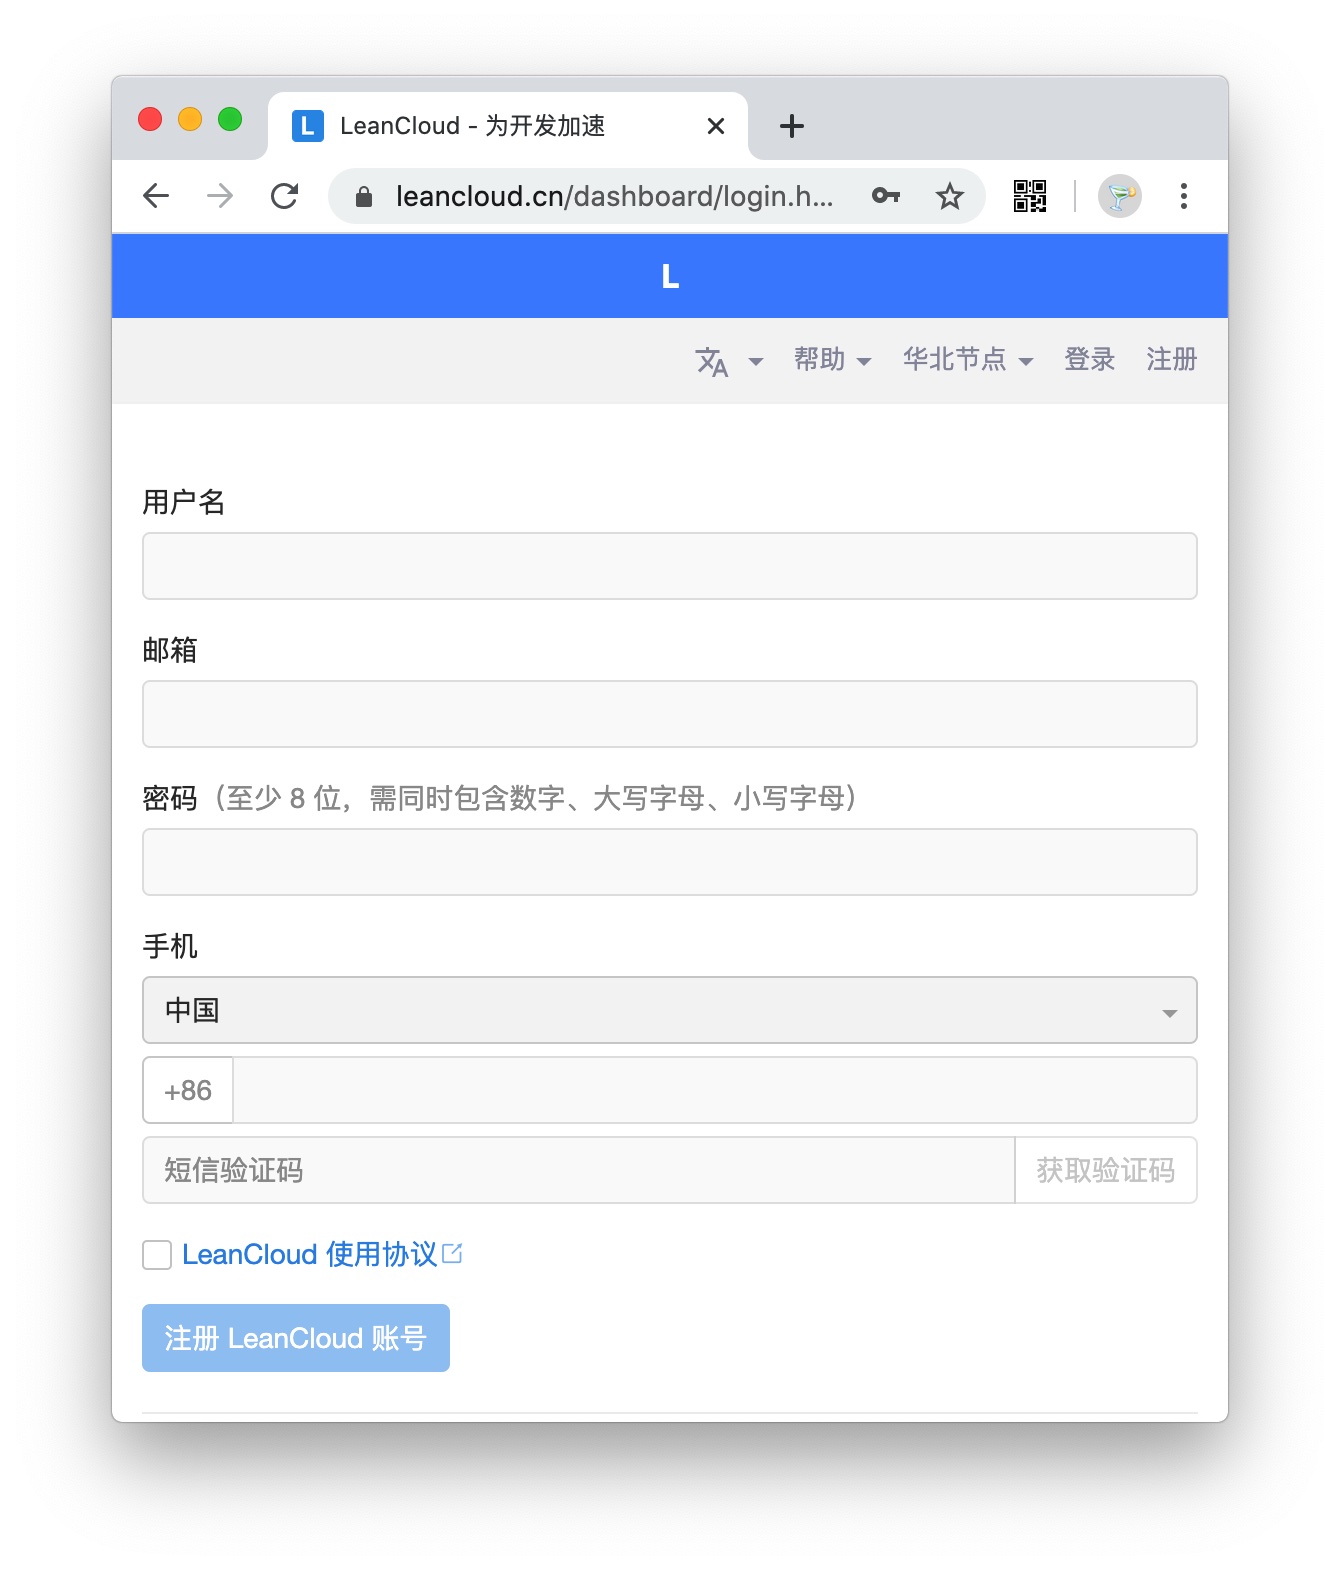 L LeanCloud - 为开发加速
leancloud.cn/dashboard/login.h...
L
文A 帮助 华北节点 登录 注册
用户名
邮箱
密码（至少 8 位，需同时包含数字、大写字母、小写字母）
手机
中国
+86
短信验证码 获取验证码
LeanCloud 使用协议
注册 LeanCloud 账号